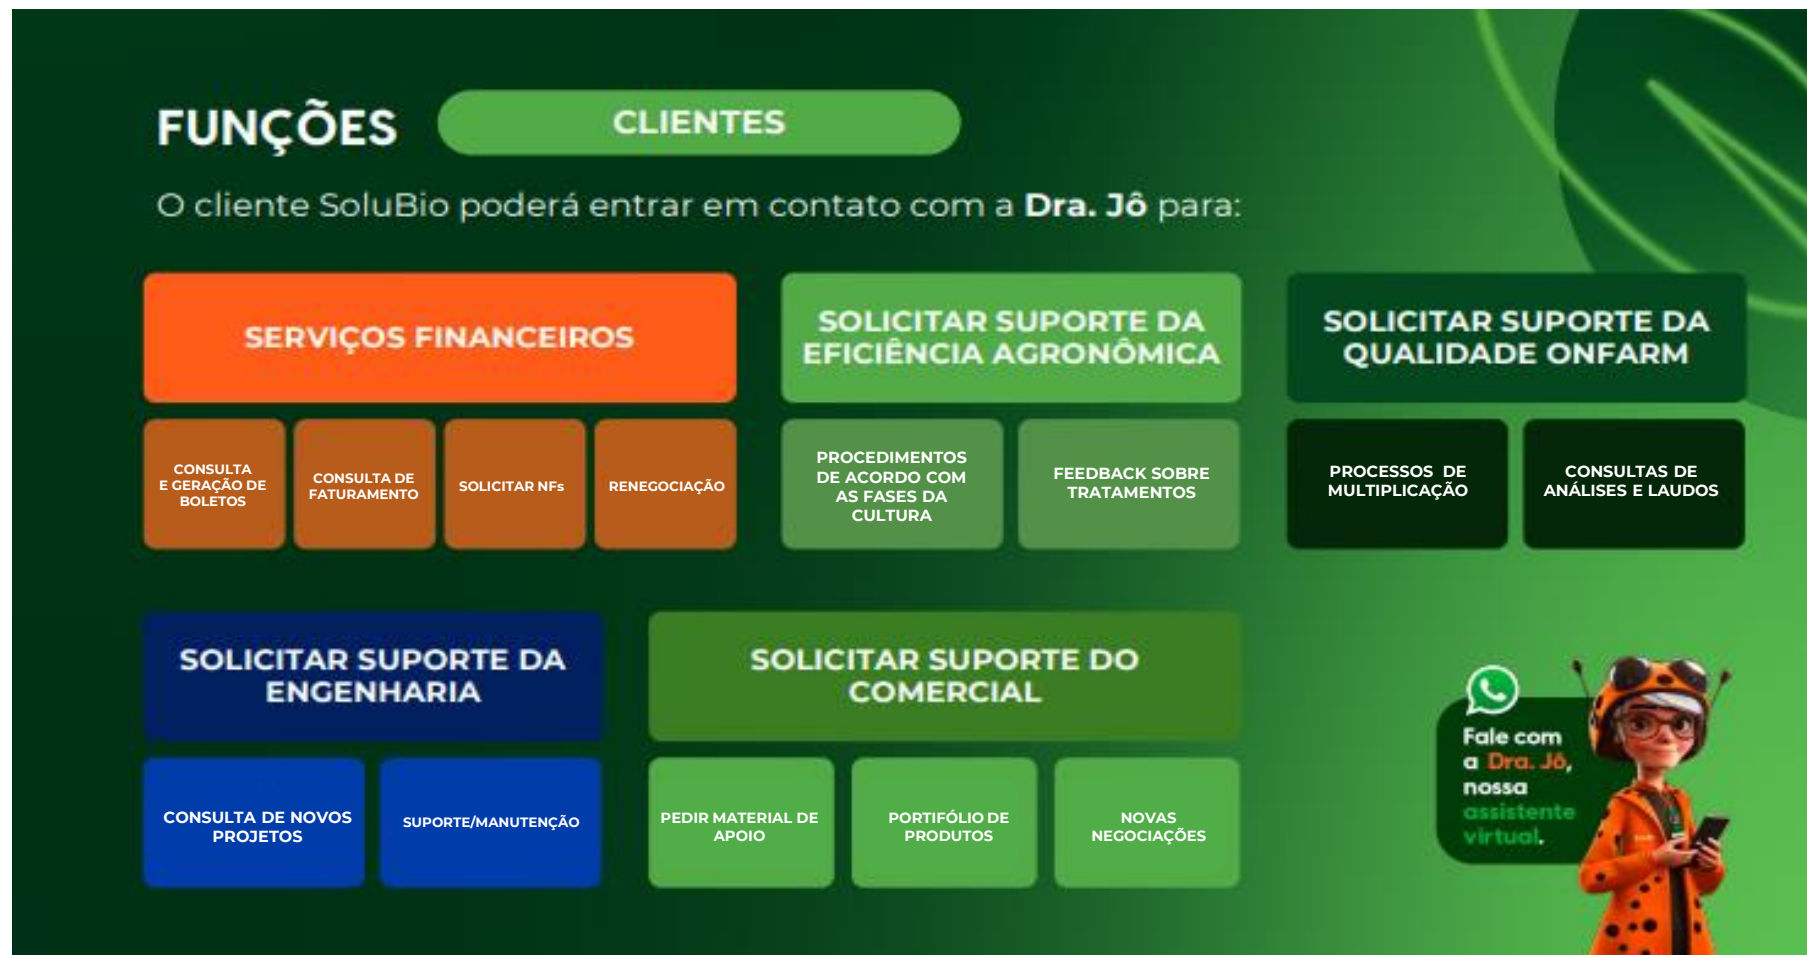 FUNÇÕES
CLIENTES
O cliente SoluBio poderá entrar em contato com a Dra. Jô para:
SERVIÇOS FINANCEIROS
CONSULTA
E GERAÇÃO DE
BOLETOS
CONSULTA DE
FATURAMENTO
SOLICITAR NFs
RENEGOCIAÇÃO
SOLICITAR SUPORTE DA
EFICIÊNCIA AGRONÔMICA
PROCEDIMENTOS
DE ACORDO COM
AS FASES DA
CULTURA
FEEDBACK SOBRE
TRATAMENTOS
SOLICITAR SUPORTE DA
QUALIDADE ONFARM
PROCESSOS DE
MULTIPLICAÇÃO
CONSULTAS DE
ANÁLISES E LAUDOS
SOLICITAR SUPORTE DA
ENGENHARIA
CONSULTA DE NOVOS
PROJETOS
SUPORTE/MANUTENÇÃO
SOLICITAR SUPORTE DO
COMERCIAL
PEDIR MATERIAL DE
APOIO
PORTIFÓLIO DE
PRODUTOS
NOVAS
NEGOCIAÇÕES
Fale com
a Dra. Jô,
nossa
assistente
virtual.